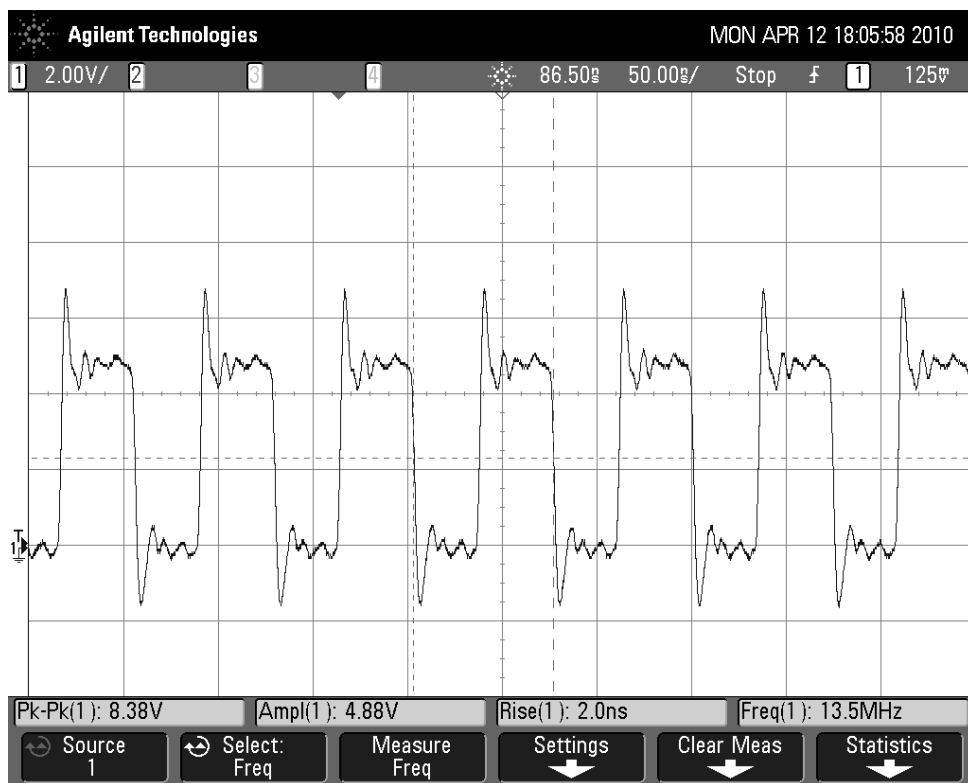 Agilent Technologies MON APR 12 18:05:58 2010
1 2.00V/ 2 3 4 86.50ns 50.00ns/ Stop 1 125mV
T
1
Pk-Pk(1): 8.38V Ampl(1): 4.88V Rise(1): 2.0ns Freq(1): 13.5MHz
Source Select: Measure Settings Clear Meas Statistics
1 Freq Freq